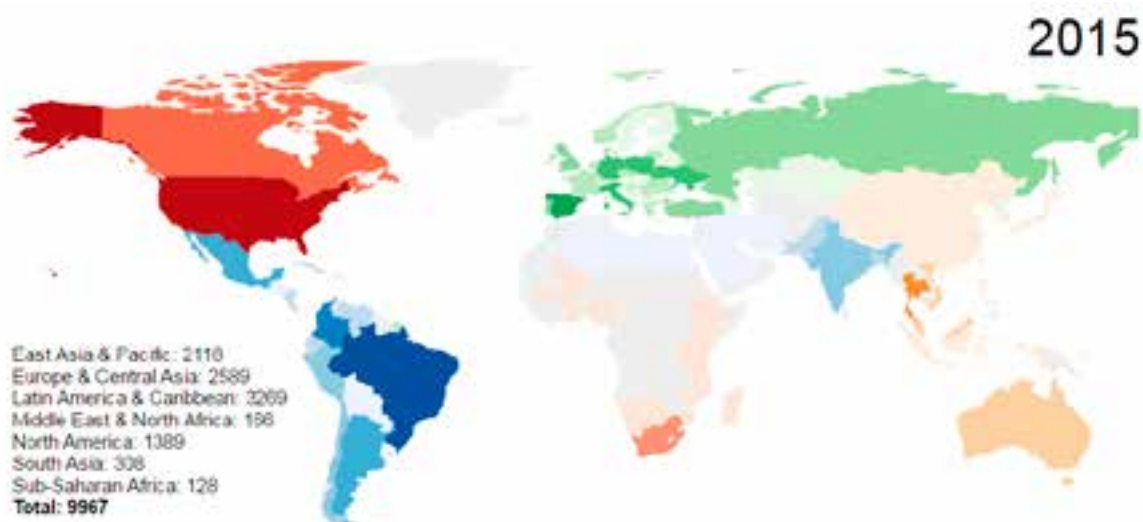 2015
East Asia & Pacific: 2118
Europe & Central Asia: 2589
Latin America & Caribbean: 3269
Middle East & North Africa: 166
North America: 1389
South Asia: 308
Sub-Saharan Africa: 128
Total: 9967